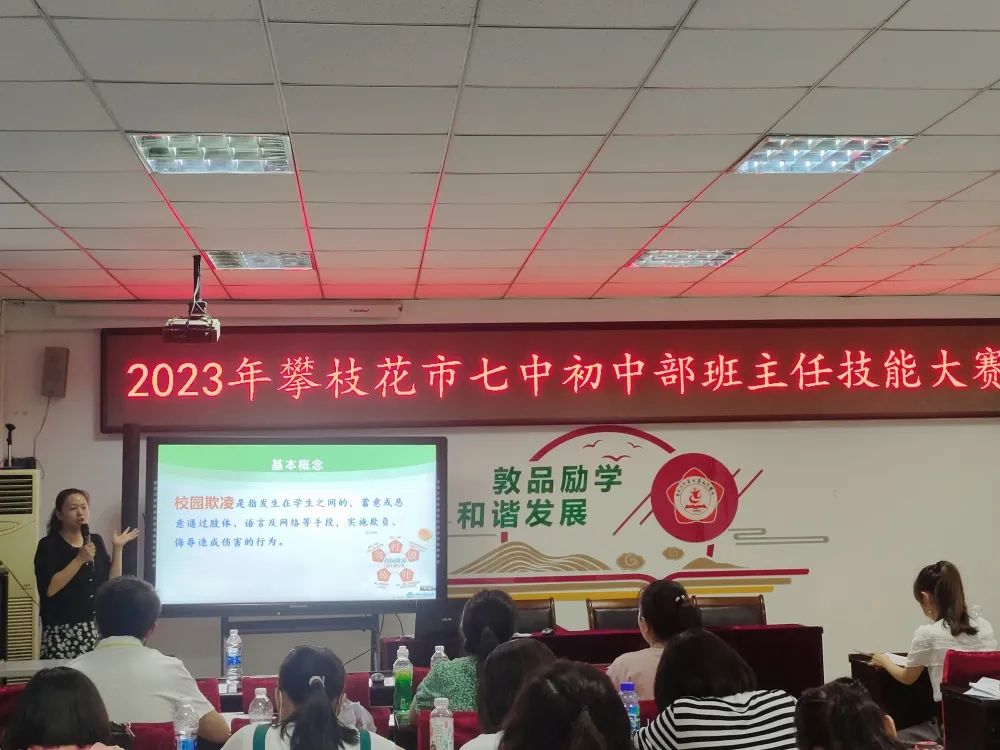 2023年攀枝花市七中初中部班主任技能大赛
基本概念
校园欺凌是指发生在学生之间的，蓄意或恶
意通过肢体、语言及网络等手段，实施欺负、
侮辱造成伤害的行为。
敦品励学
和谐发展